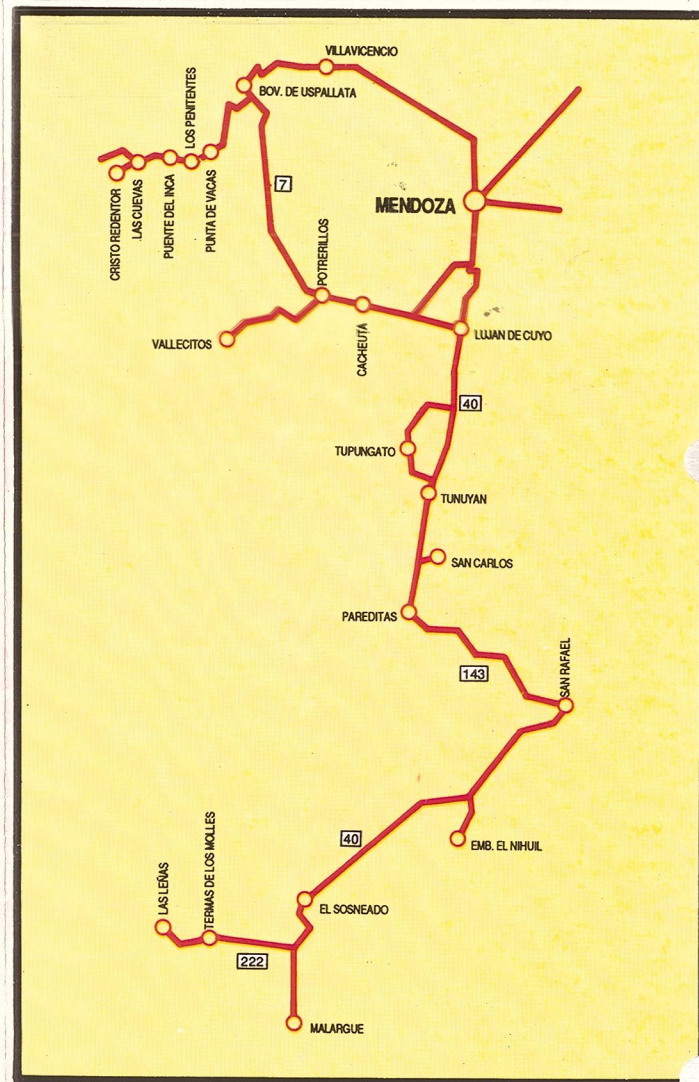 VILLAVICENCIO
BOV. DE USPALLATA
LOS PENITENTES
CRISTO REDENTOR
LAS CUEVAS
PUENTE DEL INCA
PUNTA DE VACAS
7
MENDOZA
POTRERILLOS
VALLECITOS
CACHEUTA
LUJAN DE CUYO
40
TUPUNGATO
TUNUYAN
SAN CARLOS
PAREDITAS
143
SAN RAFAEL
40
EMB. EL NIHUIL
LAS LEÑAS
TERMAS DE LOS MOLLES
EL SOSNEADO
222
MALARGUE